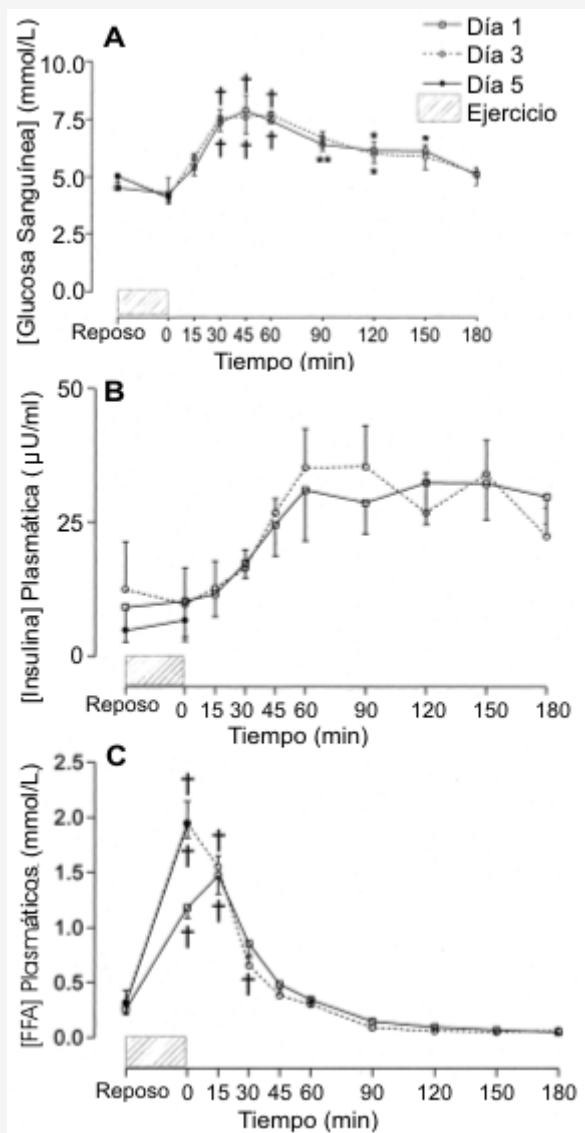 A
Día 1
Día 3
Día 5
Ejercicio
[Glucosa Sanguínea] (mmol/L)
10.0
7.5
5.0
2.5
0.0
† † †
† † †
**
*
*
*
Reposo 0 15 30 45 60 90 120 150 180
Tiempo (min)
B
[Insulina] Plasmática (µU/ml)
50
25
0
Reposo 0 15 30 45 60 90 120 150 180
Tiempo (min)
C
[FFA] Plasmáticos (mmol/L)
2.5
2.0
1.5
1.0
0.5
0.0
†
†
†
†
†
†
Reposo 0 15 30 45 60 90 120 150 180
Tiempo (min)